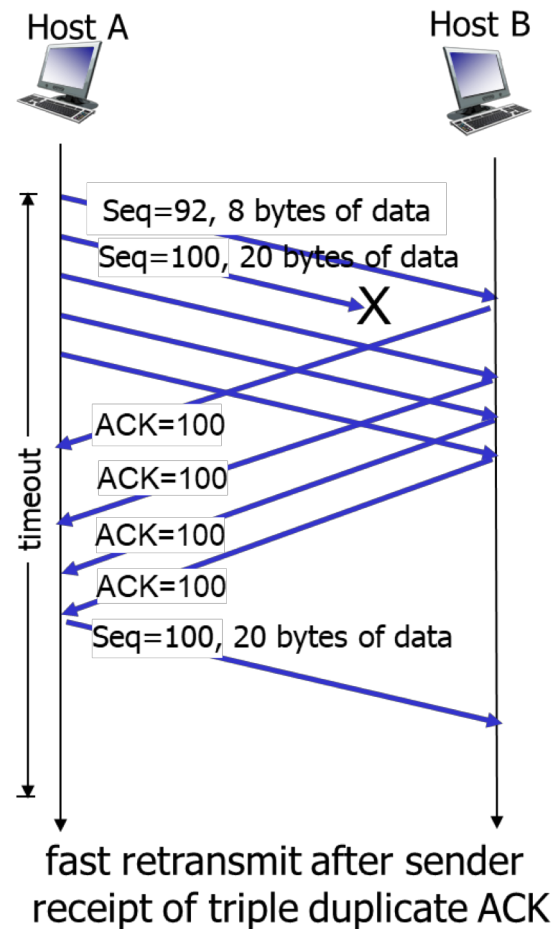 Host A
Host B
Seq=92, 8 bytes of data
Seq=100, 20 bytes of data
X
ACK=100
ACK=100
ACK=100
ACK=100
timeout
Seq=100, 20 bytes of data
fast retransmit after sender
receipt of triple duplicate ACK